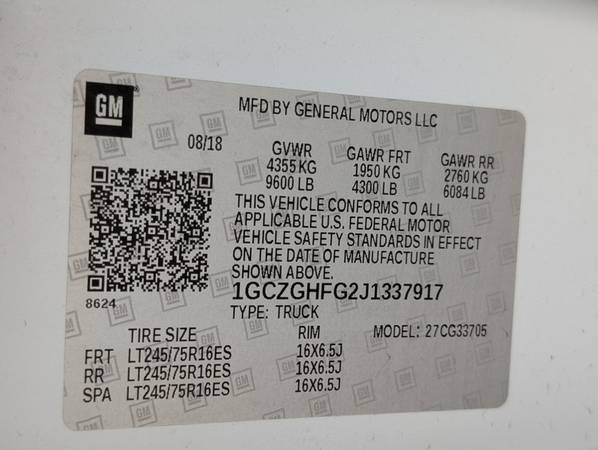 GM
MFD BY GENERAL MOTORS LLC
08/18
GVWR GAWR FRT GAWR RR
4355 KG 1950 KG 2760 KG
9600 LB 4300 LB 6084 LB
THIS VEHICLE CONFORMS TO ALL
APPLICABLE U.S. FEDERAL MOTOR
VEHICLE SAFETY STANDARDS IN EFFECT
ON THE DATE OF MANUFACTURE
SHOWN ABOVE.
8624
1GCZGHFG2J1337917
TYPE: TRUCK
TIRE SIZE RIM MODEL: 27CG33705
FRT LT245/75R16ES 16X6.5J
RR LT245/75R16ES 16X6.5J
SPA LT245/75R16ES 16X6.5J